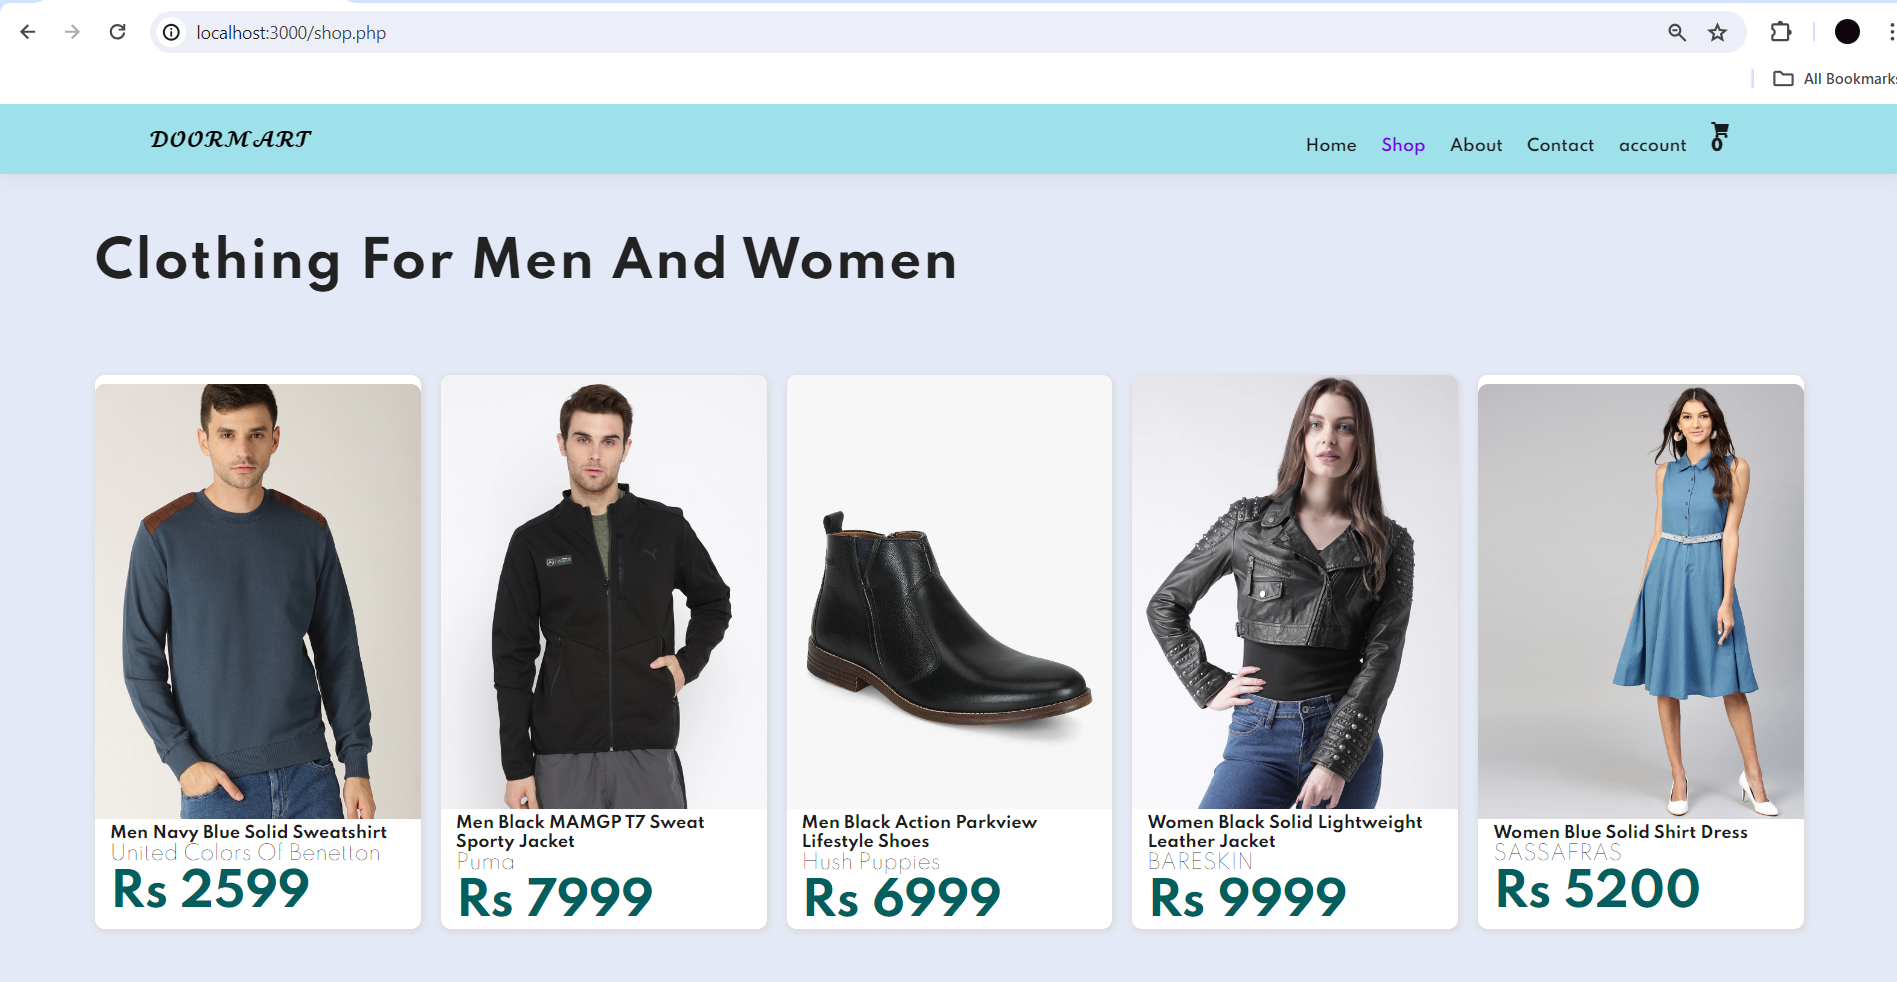 localhost:3000/shop.php
All Bookmarks
DOORMART
Home Shop About Contact account 0
Clothing For Men And Women
Men Navy Blue Solid Sweatshirt
United Colors Of Benetton
Rs 2599
Men Black MAMGP T7 Sweat
Sporty Jacket
Puma
Rs 7999
Men Black Action Parkview
Lifestyle Shoes
Hush Puppies
Rs 6999
Women Black Solid Lightweight
Leather Jacket
BARESKIN
Rs 9999
Women Blue Solid Shirt Dress
SASSAFRAS
Rs 5200